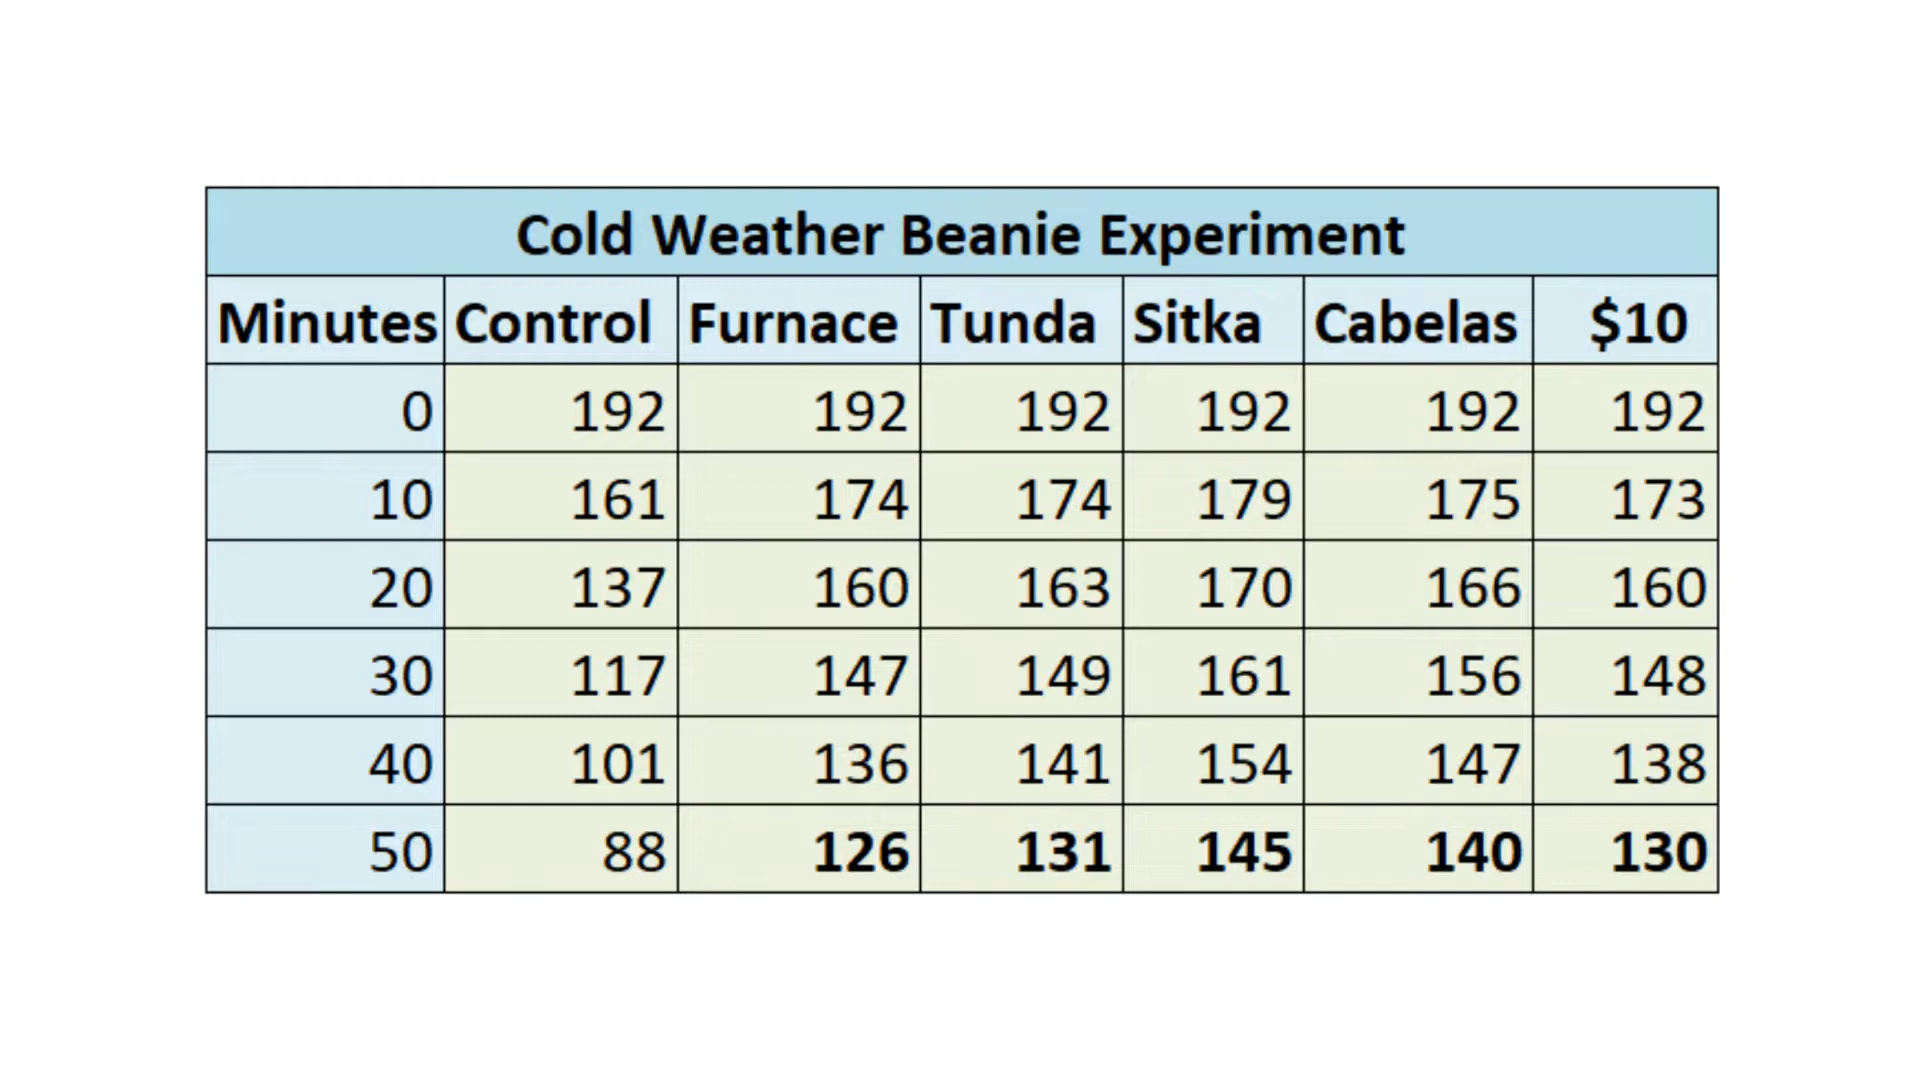 Cold Weather Beanie Experiment
Minutes Control Furnace Tunda Sitka Cabelas $10
0 192 192 192 192 192 192
10 161 174 174 179 175 173
20 137 160 163 170 166 160
30 117 147 149 161 156 148
40 101 136 141 154 147 138
50 88 126 131 145 140 130